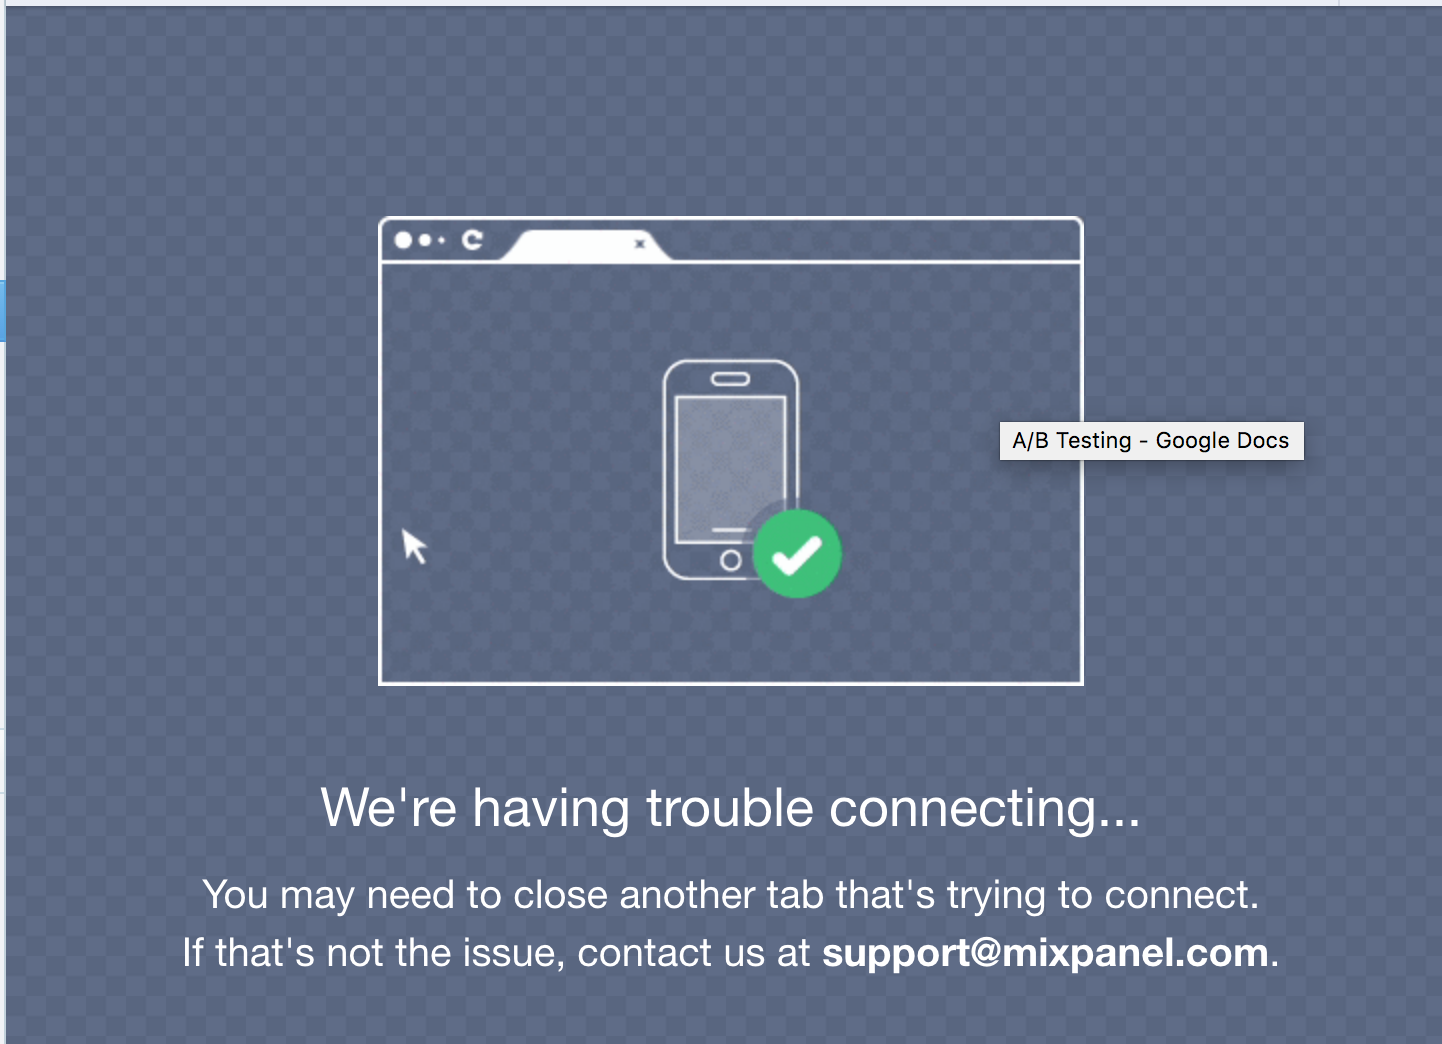 A/B Testing - Google Docs
We're having trouble connecting...
You may need to close another tab that's trying to connect.
If that's not the issue, contact us at support@mixpanel.com.